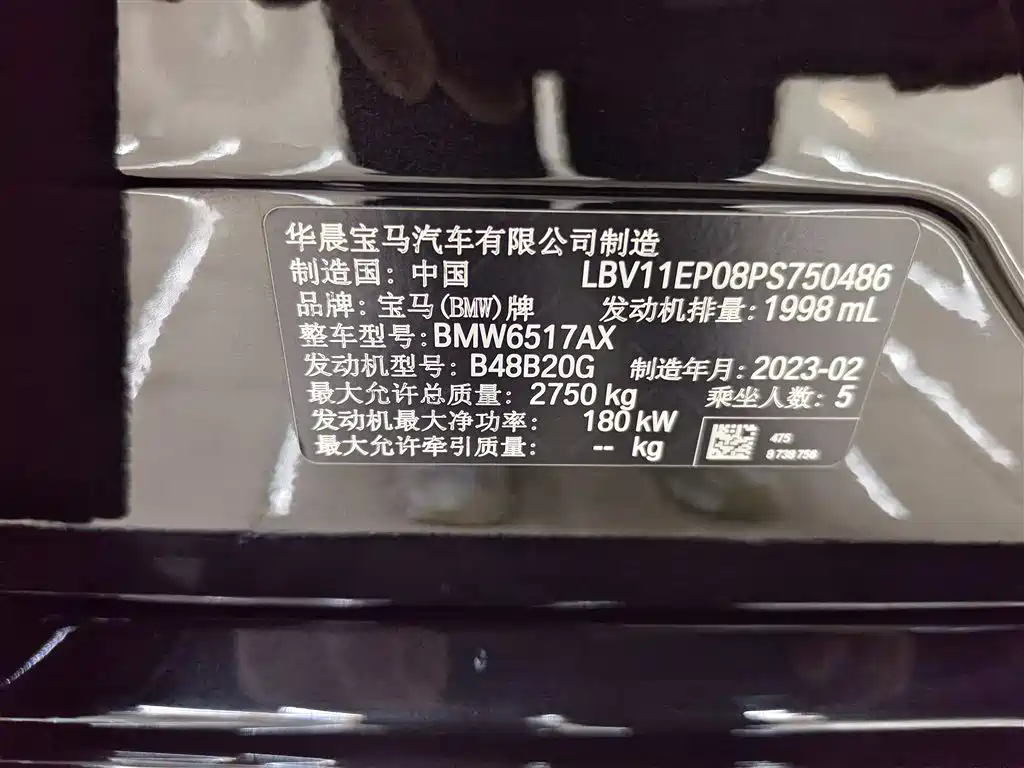 华晨宝马汽车有限公司制造
制造国：中国 LBV11EP08PS750486
品牌：宝马(BMW)牌 发动机排量：1998 mL
整车型号：BMW6517AX
发动机型号：B48B20G 制造年月：2023-02
最大允许总质量：2750 kg 乘坐人数：5
发动机最大净功率：180 kW
最大允许牵引质量：-- kg
475
8 738 756